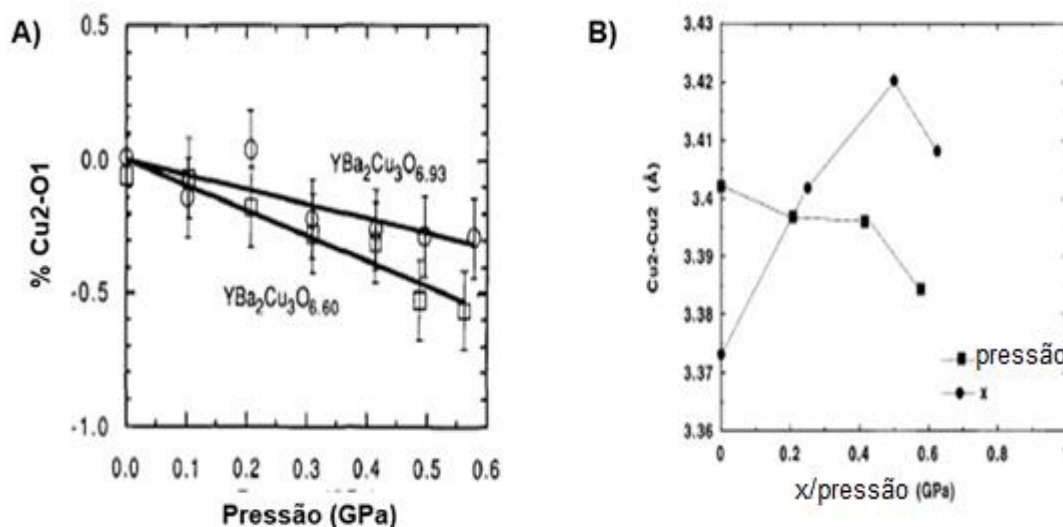 A)
0.5
0.0
-0.5
-1.0
% Cu2-O1
YBa₂Cu₃O₆.₉₃
YBa₂Cu₃O₆.₆₀
0.0 0.1 0.2 0.3 0.4 0.5 0.6
Pressão (GPa)
B)
3.43
3.42
3.41
3.4
3.39
3.38
3.37
3.36
Cu2-Cu2 (Å)
pressão
x
0 0.2 0.4 0.6 0.8
x/pressão (GPa)